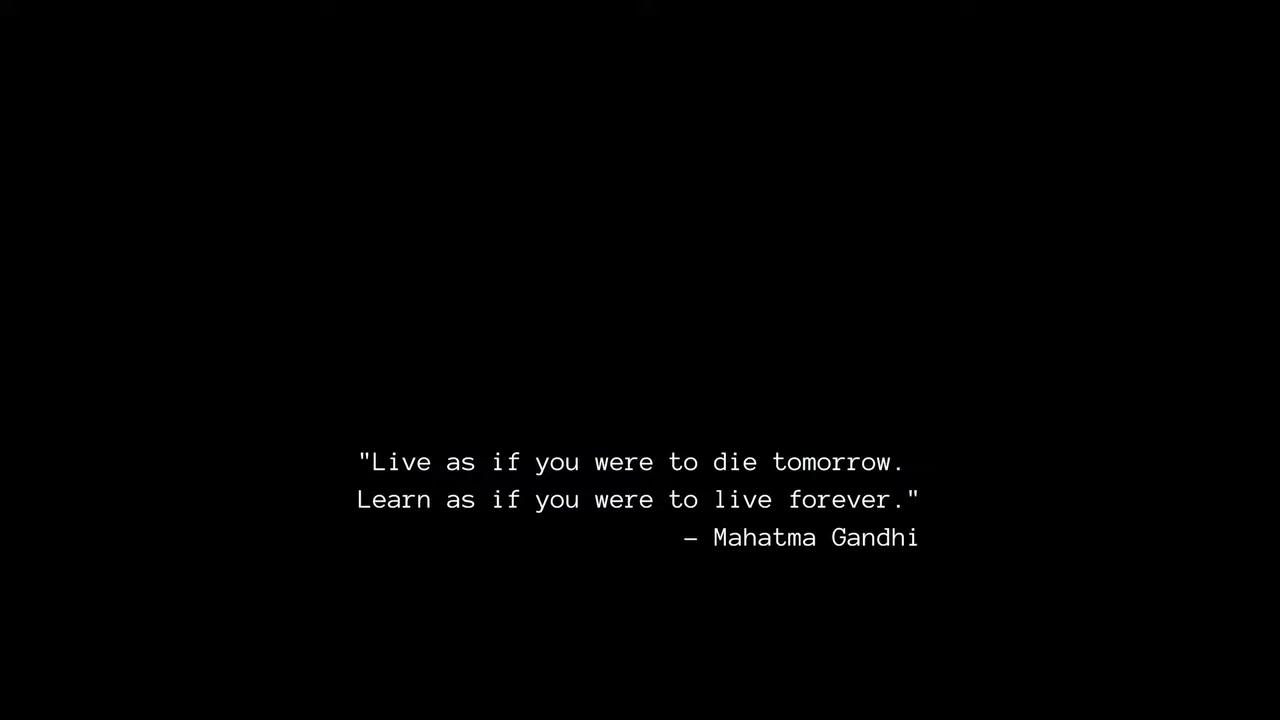 "Live as if you were to die tomorrow.
Learn as if you were to live forever."
– Mahatma Gandhi